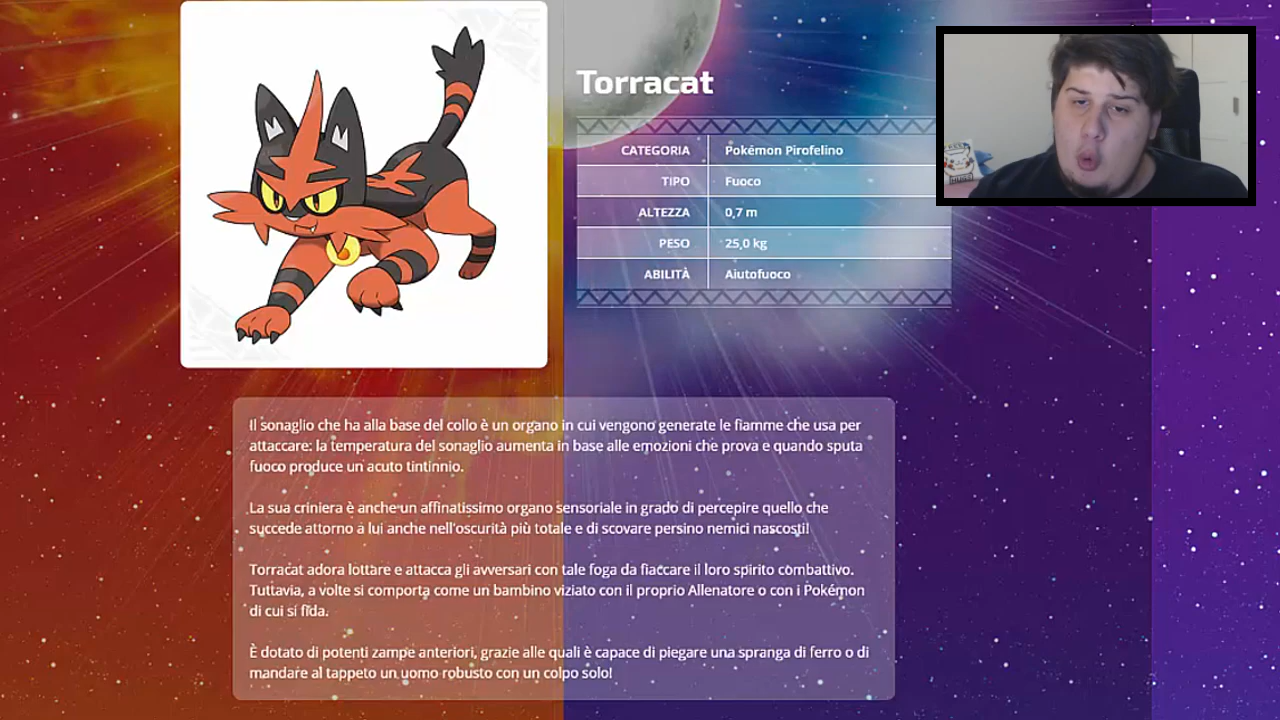 Torracat
CATEGORIA Pokémon Pirofelino
TIPO Fuoco
ALTEZZA 0,7 m
PESO 25,0 kg
ABILITÀ Aiutofuoco
Il sonaglio che ha alla base del collo è un organo in cui vengono generate le fiamme che usa per
attaccare: la temperatura del sonaglio aumenta in base alle emozioni che prova e quando sputa
fuoco produce un acuto tintinnio.
La sua criniera è anche un affinatissimo organo sensoriale in grado di percepire quello che
succede attorno a lui anche nell'oscurità più totale e di scovare persino nemici nascosti!
Torracat adora lottare e attacca gli avversari con tale foga da fiaccare il loro spirito combattivo.
Tuttavia, a volte si comporta come un bambino viziato con il proprio Allenatore o con i Pokémon
di cui si fida.
È dotato di potenti zampe anteriori, grazie alle quali è capace di piegare una spranga di ferro o di
mandare al tappeto un uomo robusto con un colpo solo!